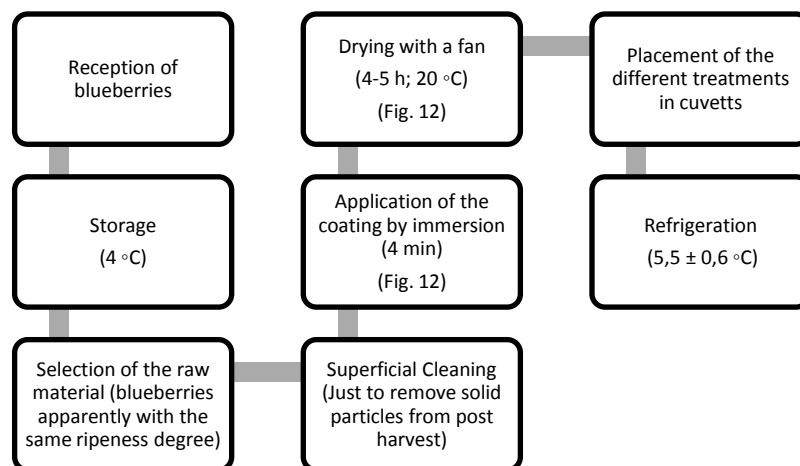 Reception of
blueberries
Storage
(4 ◦C)
Selection of the raw
material (blueberries
apparently with the
same ripeness degree)
Superficial Cleaning
(Just to remove solid
particles from post
harvest)
Application of the
coating by immersion
(4 min)
(Fig. 12)
Drying with a fan
(4-5 h; 20 ◦C)
(Fig. 12)
Placement of the
different treatments
in cuvetts
Refrigeration
(5,5 ± 0,6 ◦C)